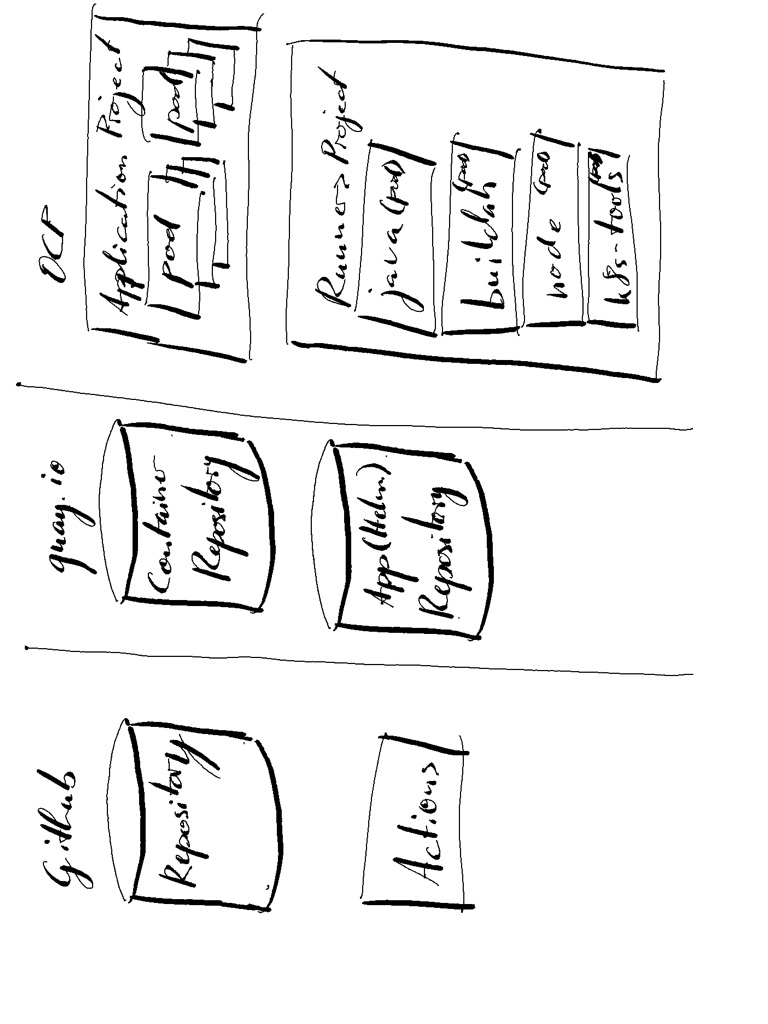 Github
Repository
Actions
quay.io
Container
Repository
App(Helm)
Repository
OCP
Application Project
pod
pod
Runners Project
java (pod)
buildah (pod)
node (pod)
k8s-tools (pod)